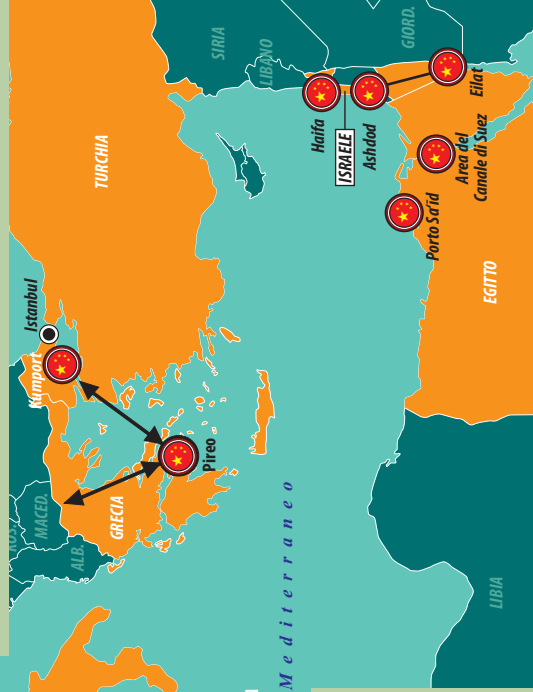 Istanbul
Kumport
MACED.
ALB.
TURCHIA
GRECIA
Pireo
SIRIA
LIBANO
Mediterraneo
Haifa
ISRAELE
Ashdod
GIORD.
Porto Sa'id
Area del
Canale di Suez
Eilat
EGITTO
LIBIA